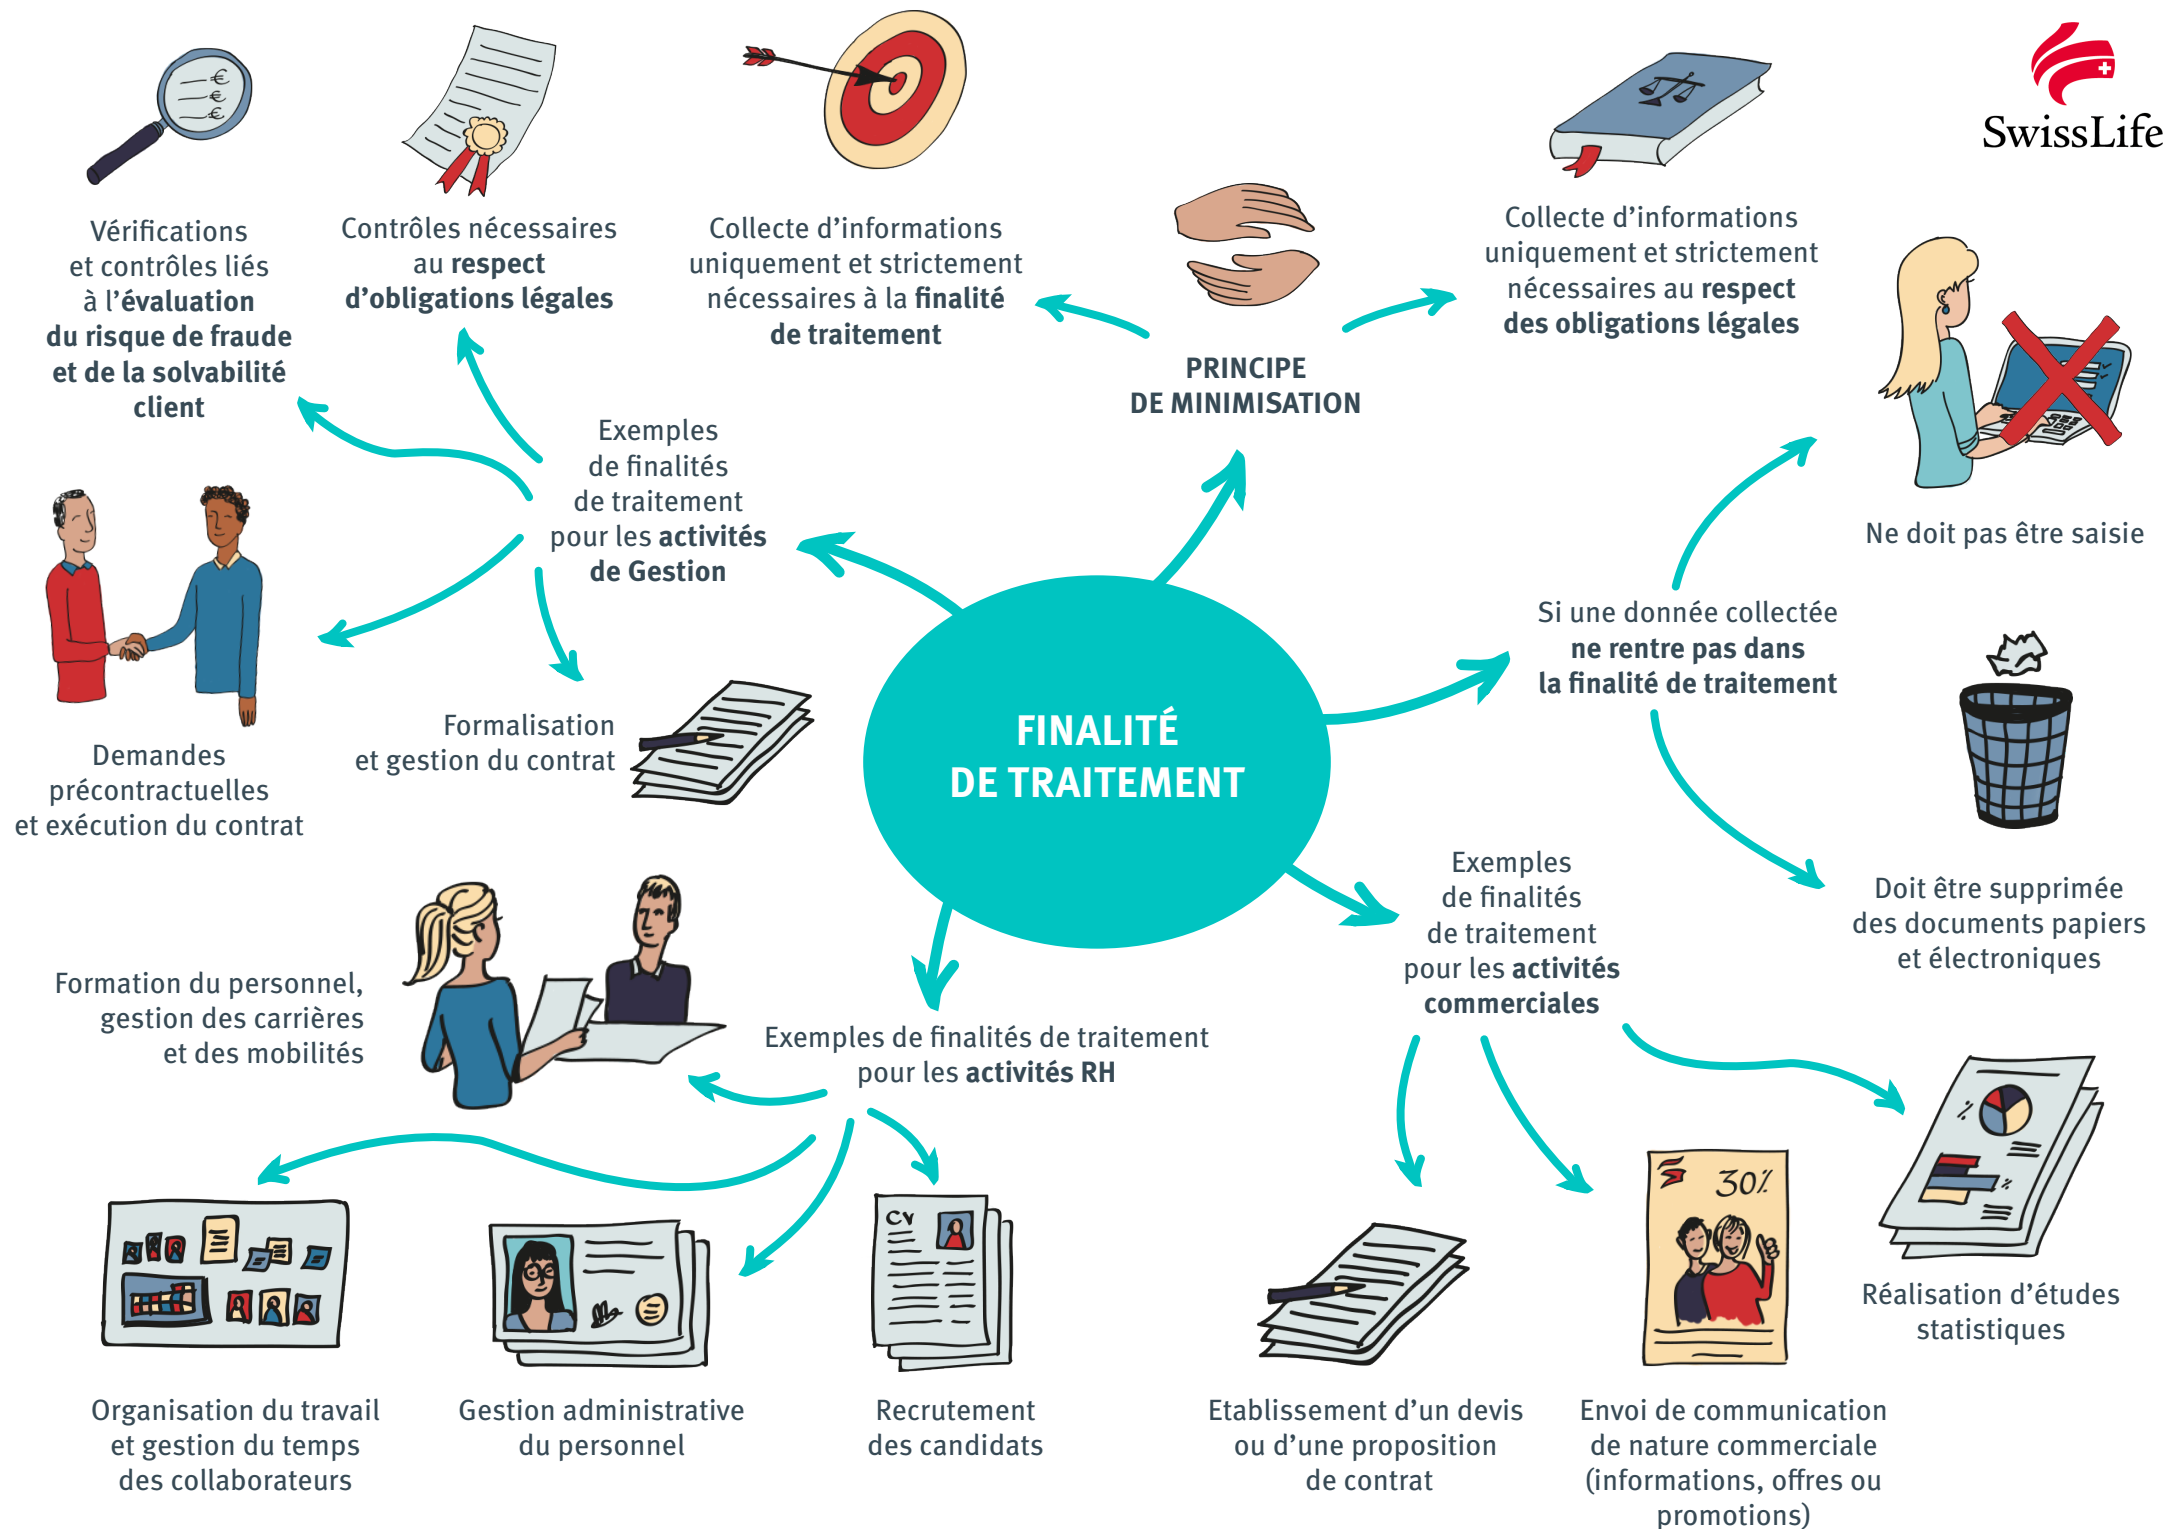 SwissLife
Vérifications
et contrôles liés
à l'évaluation
du risque de fraude
et de la solvabilité
client
Contrôles nécessaires
au respect
d'obligations légales
Collecte d'informations
uniquement et strictement
nécessaires à la finalité
de traitement
PRINCIPE
DE MINIMISATION
Collecte d'informations
uniquement et strictement
nécessaires au respect
des obligations légales
Ne doit pas être saisie
Exemples
de finalités
de traitement
pour les activités
de Gestion
Si une donnée collectée
ne rentre pas dans
la finalité de traitement
Demandes
précontractuelles
et exécution du contrat
Formalisation
et gestion du contrat
FINALITÉ
DE TRAITEMENT
Doit être supprimée
des documents papiers
et électroniques
Exemples
de finalités
de traitement
pour les activités
commerciales
Formation du personnel,
gestion des carrières
et des mobilités
Exemples de finalités de traitement
pour les activités RH
CV
30%
%
%
€
€
€
Réalisation d'études
statistiques
Organisation du travail
et gestion du temps
des collaborateurs
Gestion administrative
du personnel
Recrutement
des candidats
Etablissement d'un devis
ou d'une proposition
de contrat
Envoi de communication
de nature commerciale
(informations, offres ou
promotions)